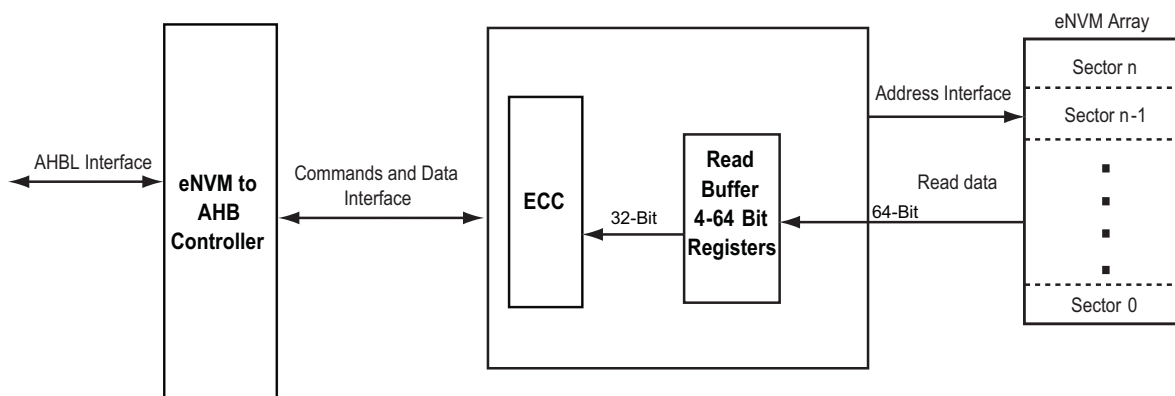 AHBL Interface
eNVM to
AHB
Controller
Commands and Data
Interface
ECC
32-Bit
Read
Buffer
4-64 Bit
Registers
Address Interface
Read data
64-Bit
eNVM Array
Sector n
Sector n-1
Sector 0